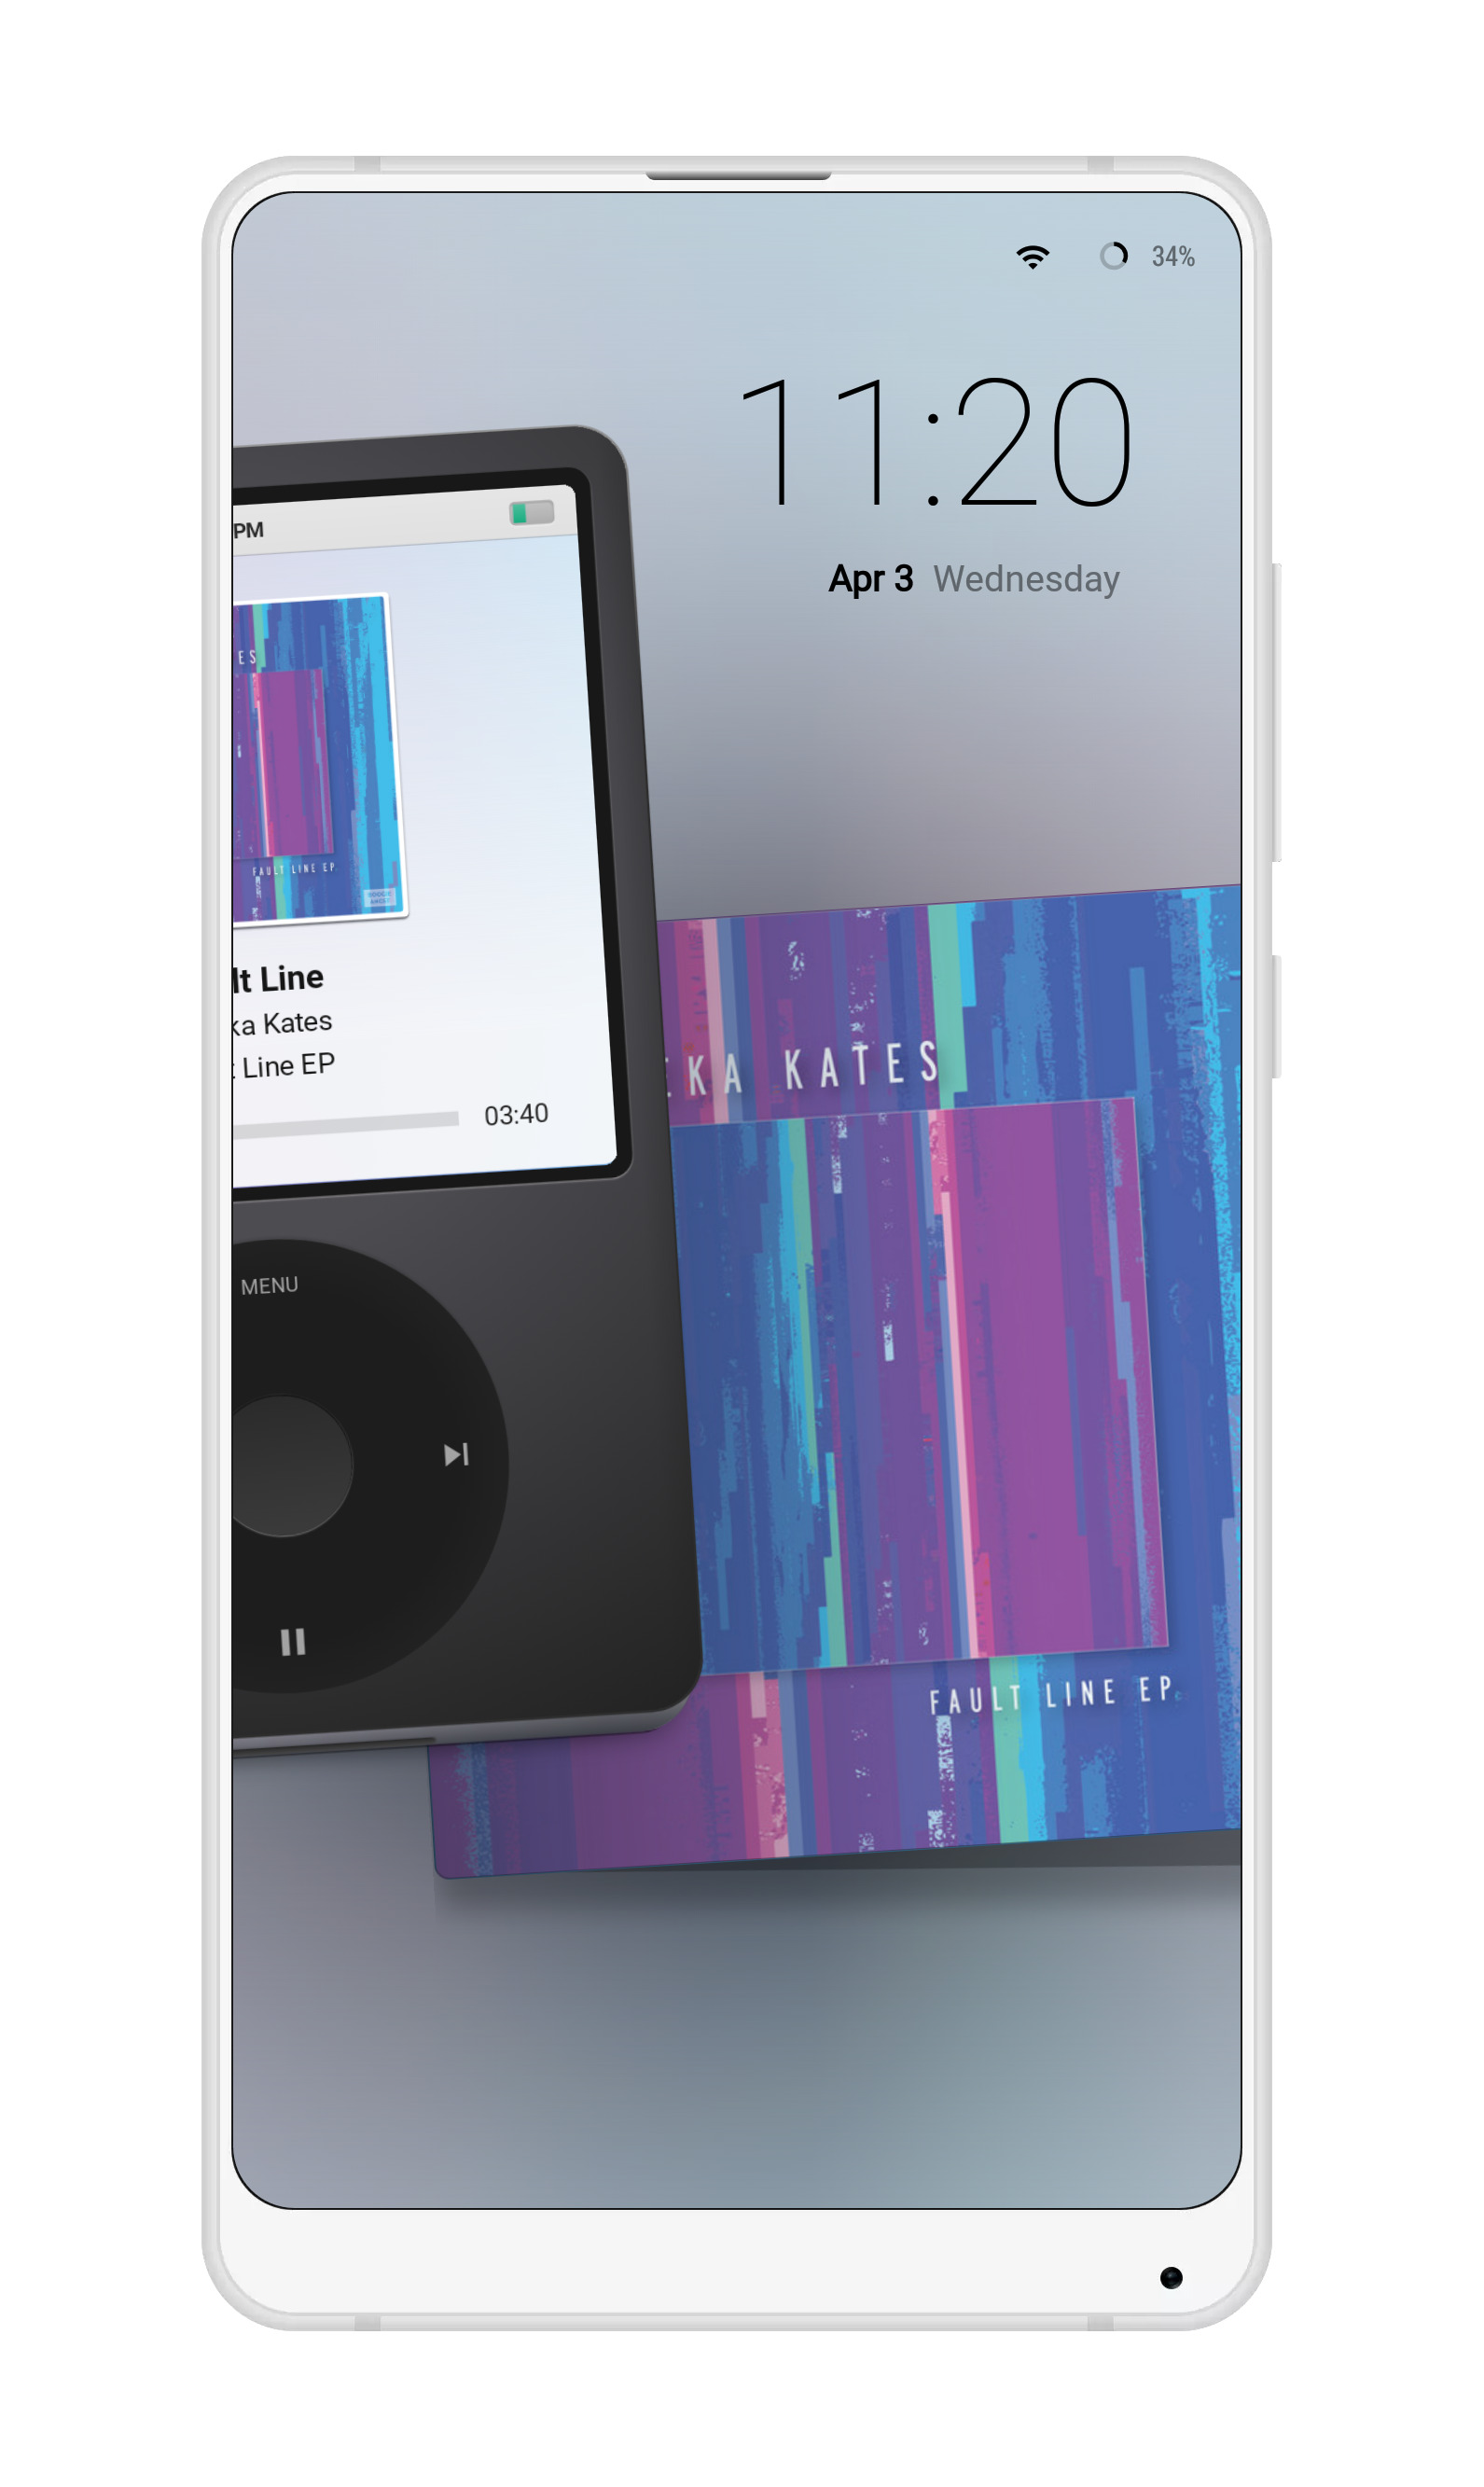 34%
11:20
Apr 3 Wednesday
PM
ES
FAULT LINE EP
lt Line
ka Kates
Line EP
03:40
MENU
EKA KATES
FAULT LINE EP